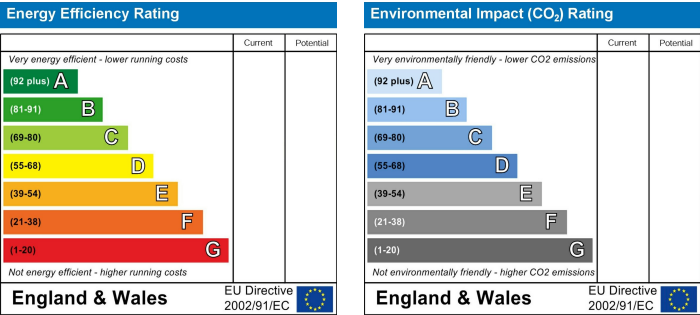 Energy Efficiency Rating
Current Potential
Very energy efficient - lower running costs
(92 plus) A
(81-91) B
(69-80) C
(55-68) D
(39-54) E
(21-38) F
(1-20) G
Not energy efficient - higher running costs
England & Wales
EU Directive
2002/91/EC
Environmental Impact (CO₂) Rating
Current Potential
Very environmentally friendly - lower CO2 emissions
(92 plus) A
(81-91) B
(69-80) C
(55-68) D
(39-54) E
(21-38) F
(1-20) G
Not environmentally friendly - higher CO2 emissions
England & Wales
EU Directive
2002/91/EC